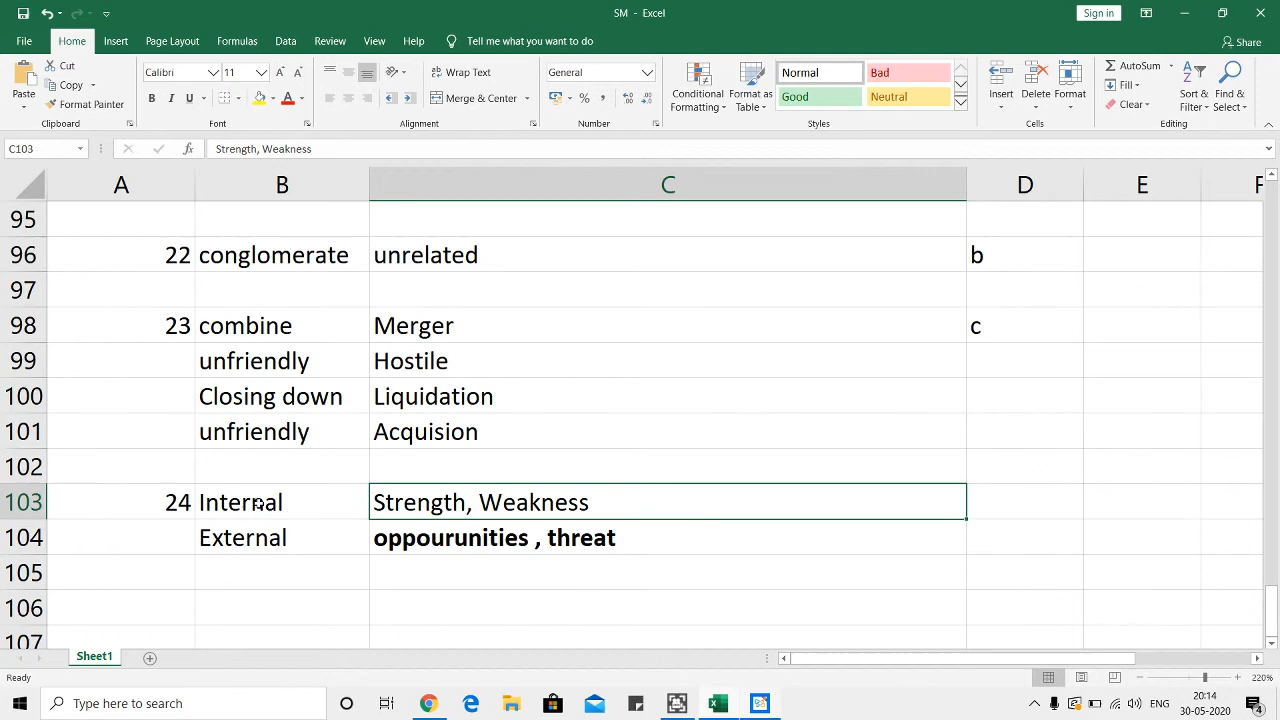 SM - Excel
Sign in
File Home Insert Page Layout Formulas Data Review View Help Tell me what you want to do Share
Paste Cut Copy Format Painter
Calibri 11
B I U
Wrap Text
Merge & Center
General
% ,
Conditional Formatting
Format as Table
Normal Bad
Good Neutral
Insert Delete Format
AutoSum
Fill
Clear
Sort & Filter
Find & Select
Clipboard Font Alignment Number Styles Cells Editing
C103 fx Strength, Weakness
A B C D E F
95
96 22 conglomerate unrelated b
97
98 23 combine Merger c
99 unfriendly Hostile
100 Closing down Liquidation
101 unfriendly Acquision
102
103 24 Internal Strength, Weakness
104 External oppourunities , threat
105
106
107
Sheet1
Ready 220%
Type here to search
ENG
20:14
30-05-2020
4